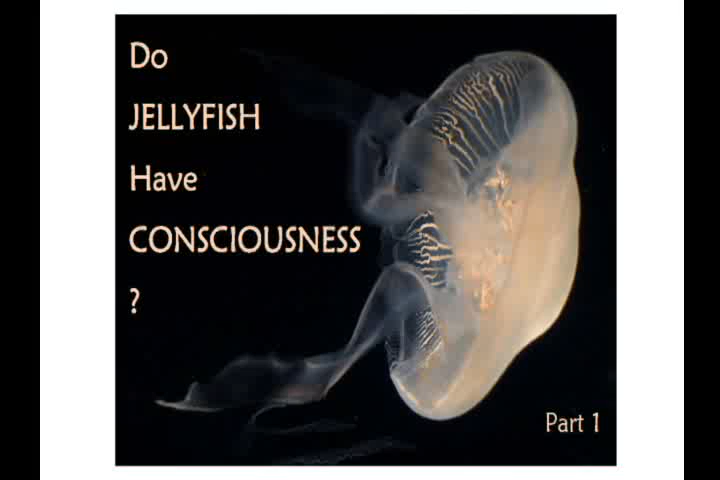 Do
JELLYFISH
Have
CONSCIOUSNESS
?
Part 1